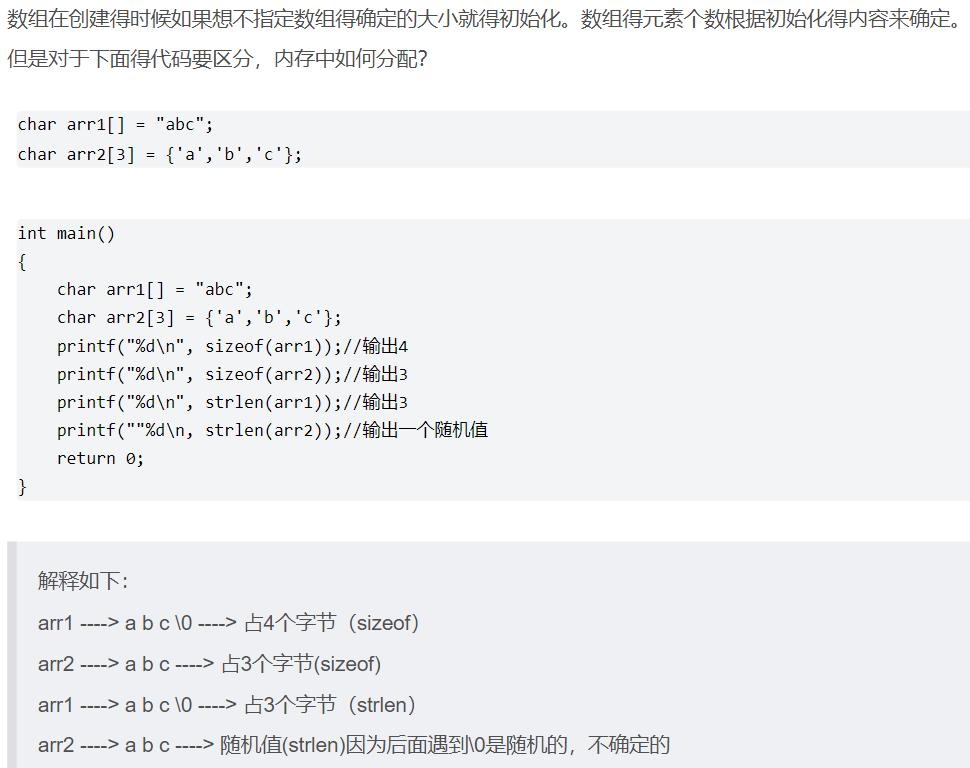 数组在创建得时候如果想不指定数组得确定的大小就得初始化。数组得元素个数根据初始化得内容来确定。
但是对于下面得代码要区分，内存中如何分配？
char arr1[] = "abc";
char arr2[3] = {'a','b','c'};
int main()
{
    char arr1[] = "abc";
    char arr2[3] = {'a','b','c'};
    printf("%d\n", sizeof(arr1));//输出4
    printf("%d\n", sizeof(arr2));//输出3
    printf("%d\n", strlen(arr1));//输出3
    printf(""%d\n, strlen(arr2));//输出一个随机值
    return 0;
}
解释如下：
arr1 ----> a b c \0 ----> 占4个字节（sizeof）
arr2 ----> a b c ----> 占3个字节(sizeof)
arr1 ----> a b c \0 ----> 占3个字节（strlen）
arr2 ----> a b c ----> 随机值(strlen)因为后面遇到\0是随机的，不确定的